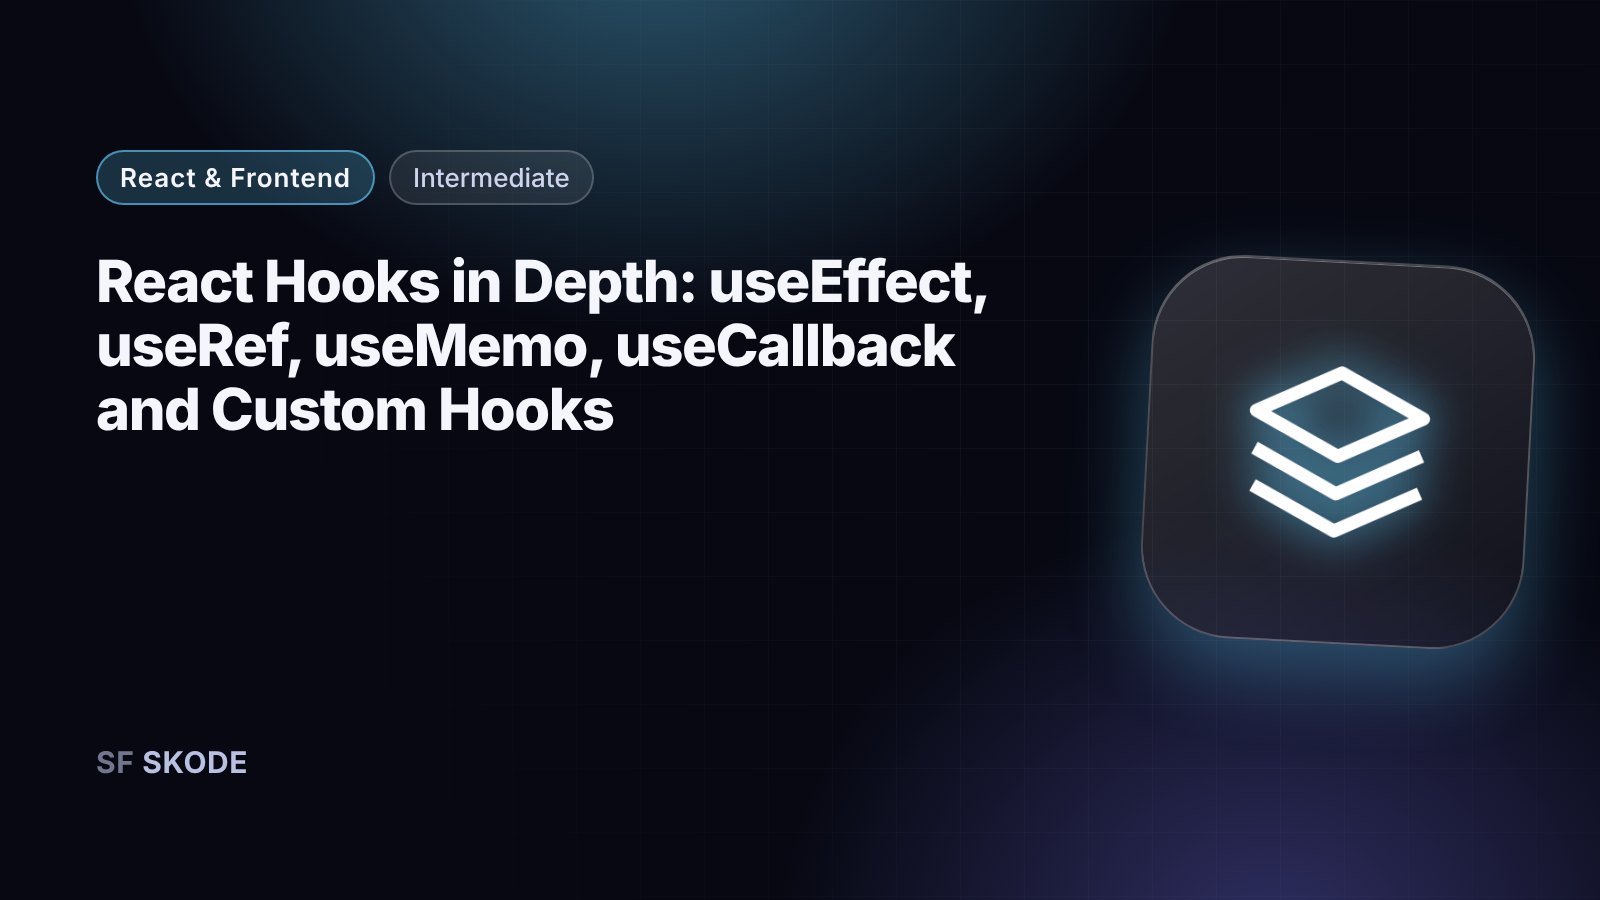 React & Frontend
Intermediate
React Hooks in Depth: useEffect,
useRef, useMemo, useCallback
and Custom Hooks
SF SKODE